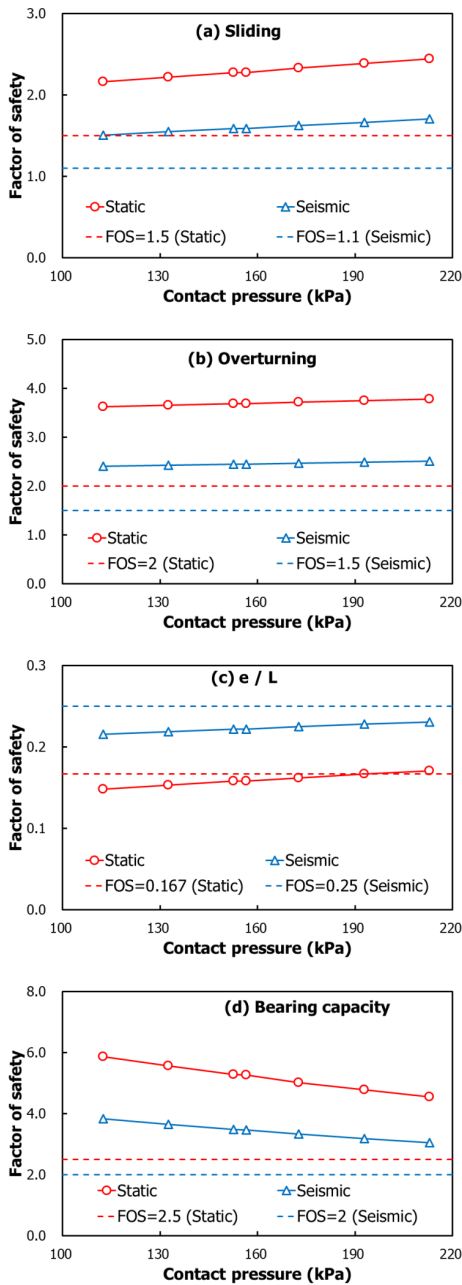 (a) Sliding
Factor of safety
3.0
2.0
1.0
0.0
Static
Seismic
FOS=1.5 (Static)
FOS=1.1 (Seismic)
100 130 160 190 220
Contact pressure (kPa)
(b) Overturning
Factor of safety
5.0
4.0
3.0
2.0
1.0
0.0
Static
Seismic
FOS=2 (Static)
FOS=1.5 (Seismic)
100 130 160 190 220
Contact pressure (kPa)
(c) e / L
Factor of safety
0.3
0.2
0.1
0.0
Static
Seismic
FOS=0.167 (Static)
FOS=0.25 (Seismic)
100 130 160 190 220
Contact pressure (kPa)
(d) Bearing capacity
Factor of safety
8.0
6.0
4.0
2.0
0.0
Static
Seismic
FOS=2.5 (Static)
FOS=2 (Seismic)
100 130 160 190 220
Contact pressure (kPa)